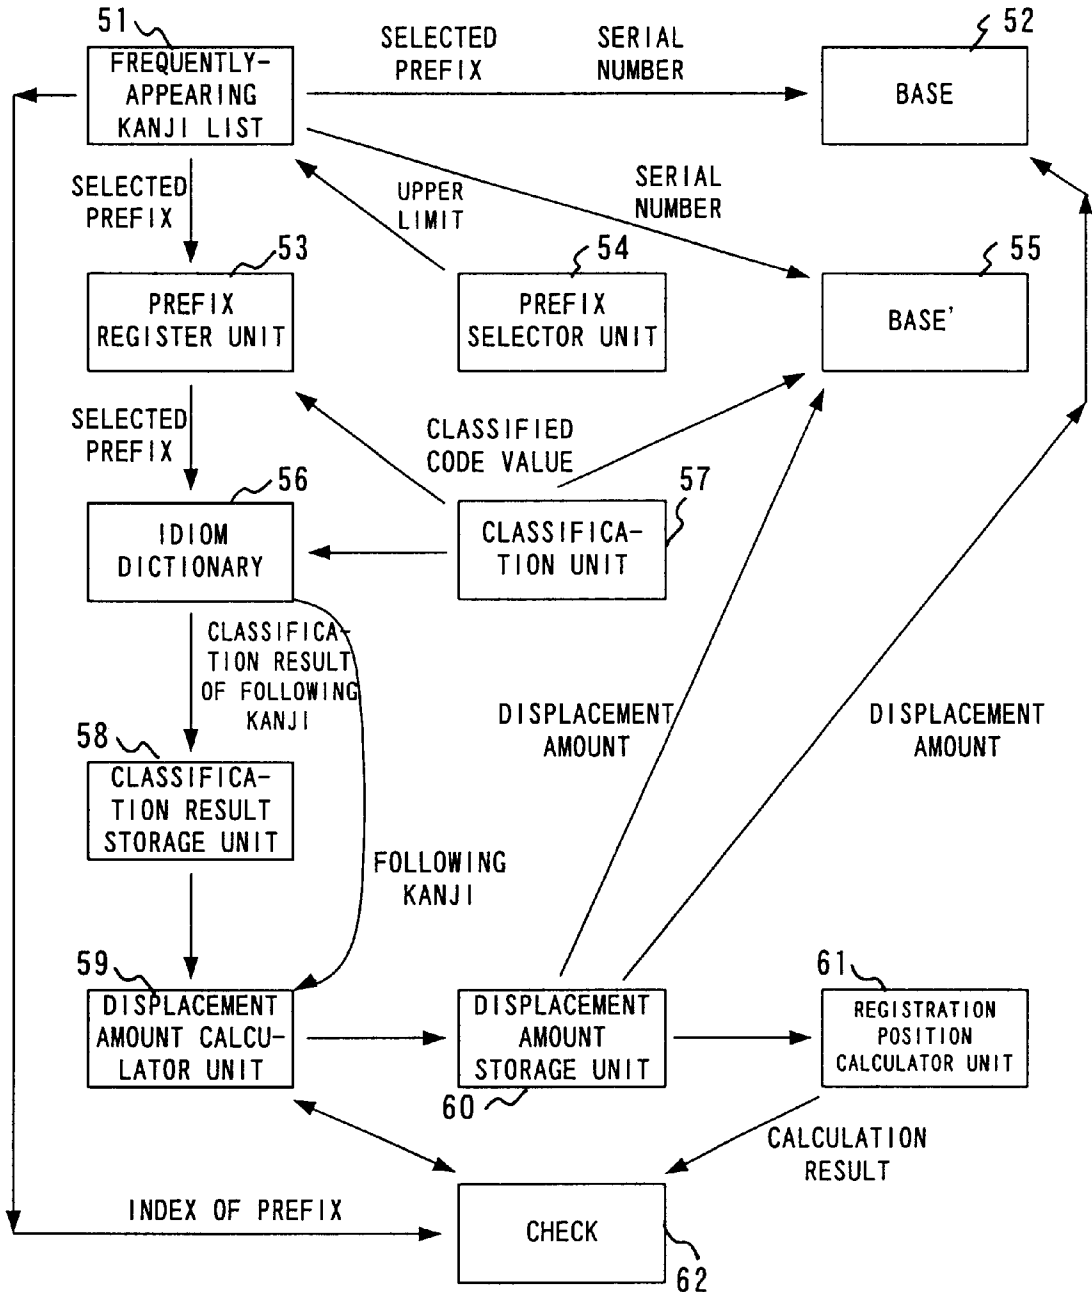 51
FREQUENTLY-
APPEARING
KANJI LIST
SELECTED
PREFIX
SERIAL
NUMBER
52
BASE
SELECTED
PREFIX
UPPER
LIMIT
SERIAL
NUMBER
53
PREFIX
REGISTER UNIT
54
PREFIX
SELECTOR UNIT
55
BASE'
SELECTED
PREFIX
CLASSIFIED
CODE VALUE
56
IDIOM
DICTIONARY
57
CLASSIFICA-
TION UNIT
CLASSIFICA-
TION RESULT
OF FOLLOWING
KANJI
DISPLACEMENT
AMOUNT
DISPLACEMENT
AMOUNT
58
CLASSIFICA-
TION RESULT
STORAGE UNIT
FOLLOWING
KANJI
59
DISPLACEMENT
AMOUNT CALCU-
LATOR UNIT
DISPLACEMENT
AMOUNT
STORAGE UNIT
60
61
REGISTRATION
POSITION
CALCULATOR UNIT
CALCULATION
RESULT
INDEX OF PREFIX
CHECK
62